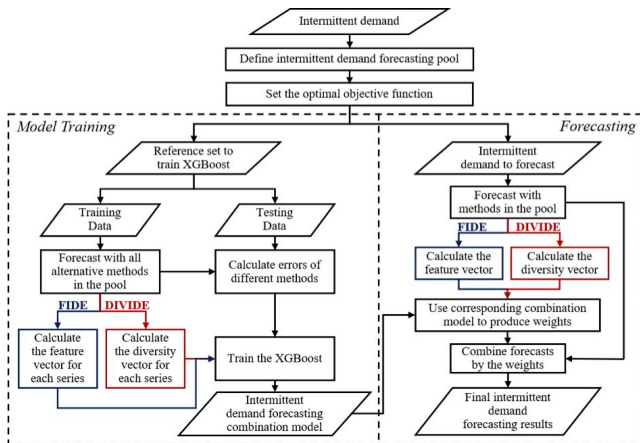 Intermittent demand
Define intermittent demand forecasting pool
Set the optimal objective function
Model Training
Reference set to
train XGBoost
Training
Data
Testing
Data
Forecast with all
alternative methods
in the pool
Calculate errors of
different methods
FIDE
DIVIDE
Calculate
the feature
vector for
each series
Calculate
the diversity
vector for
each series
Train the XGBoost
Intermittent
demand forecasting
combination model
Forecasting
Intermittent
demand to forecast
Forecast with
methods in the pool
FIDE
DIVIDE
Calculate the
feature vector
Calculate the
diversity vector
Use corresponding combination
model to produce weights
Combine forecasts
by the weights
Final intermittent
demand
forecasting results